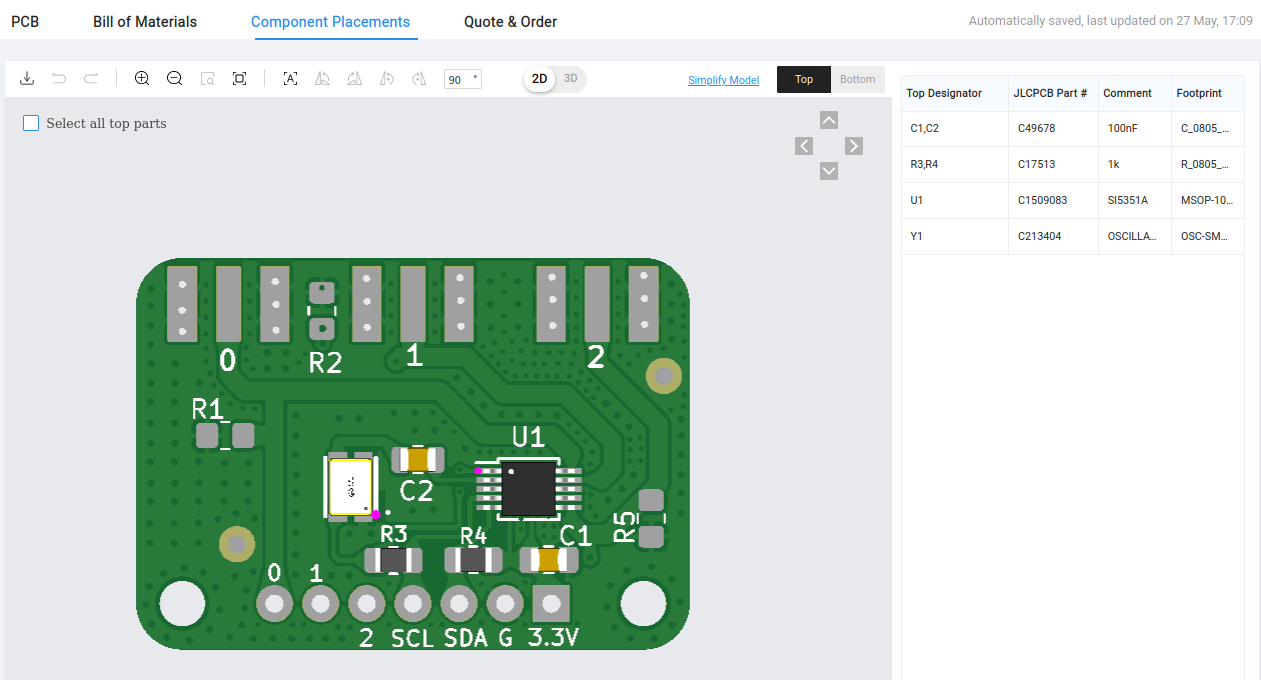 PCB Bill of Materials Component Placements Quote & Order Automatically saved, last updated on 27 May, 17:09
90 ° 2D 3D Simplify Model Top Bottom
Select all top parts
Top Designator JLCPCB Part # Comment Footprint
C1,C2 C49678 100nF C_0805_...
R3,R4 C17513 1k R_0805_...
U1 C1509083 SI5351A MSOP-10...
Y1 C213404 OSCILLA... OSC-SM...
0 R2 1 2
R1
U1
C2
R3 R4 C1 R5
0 1
2 SCL SDA G 3.3V